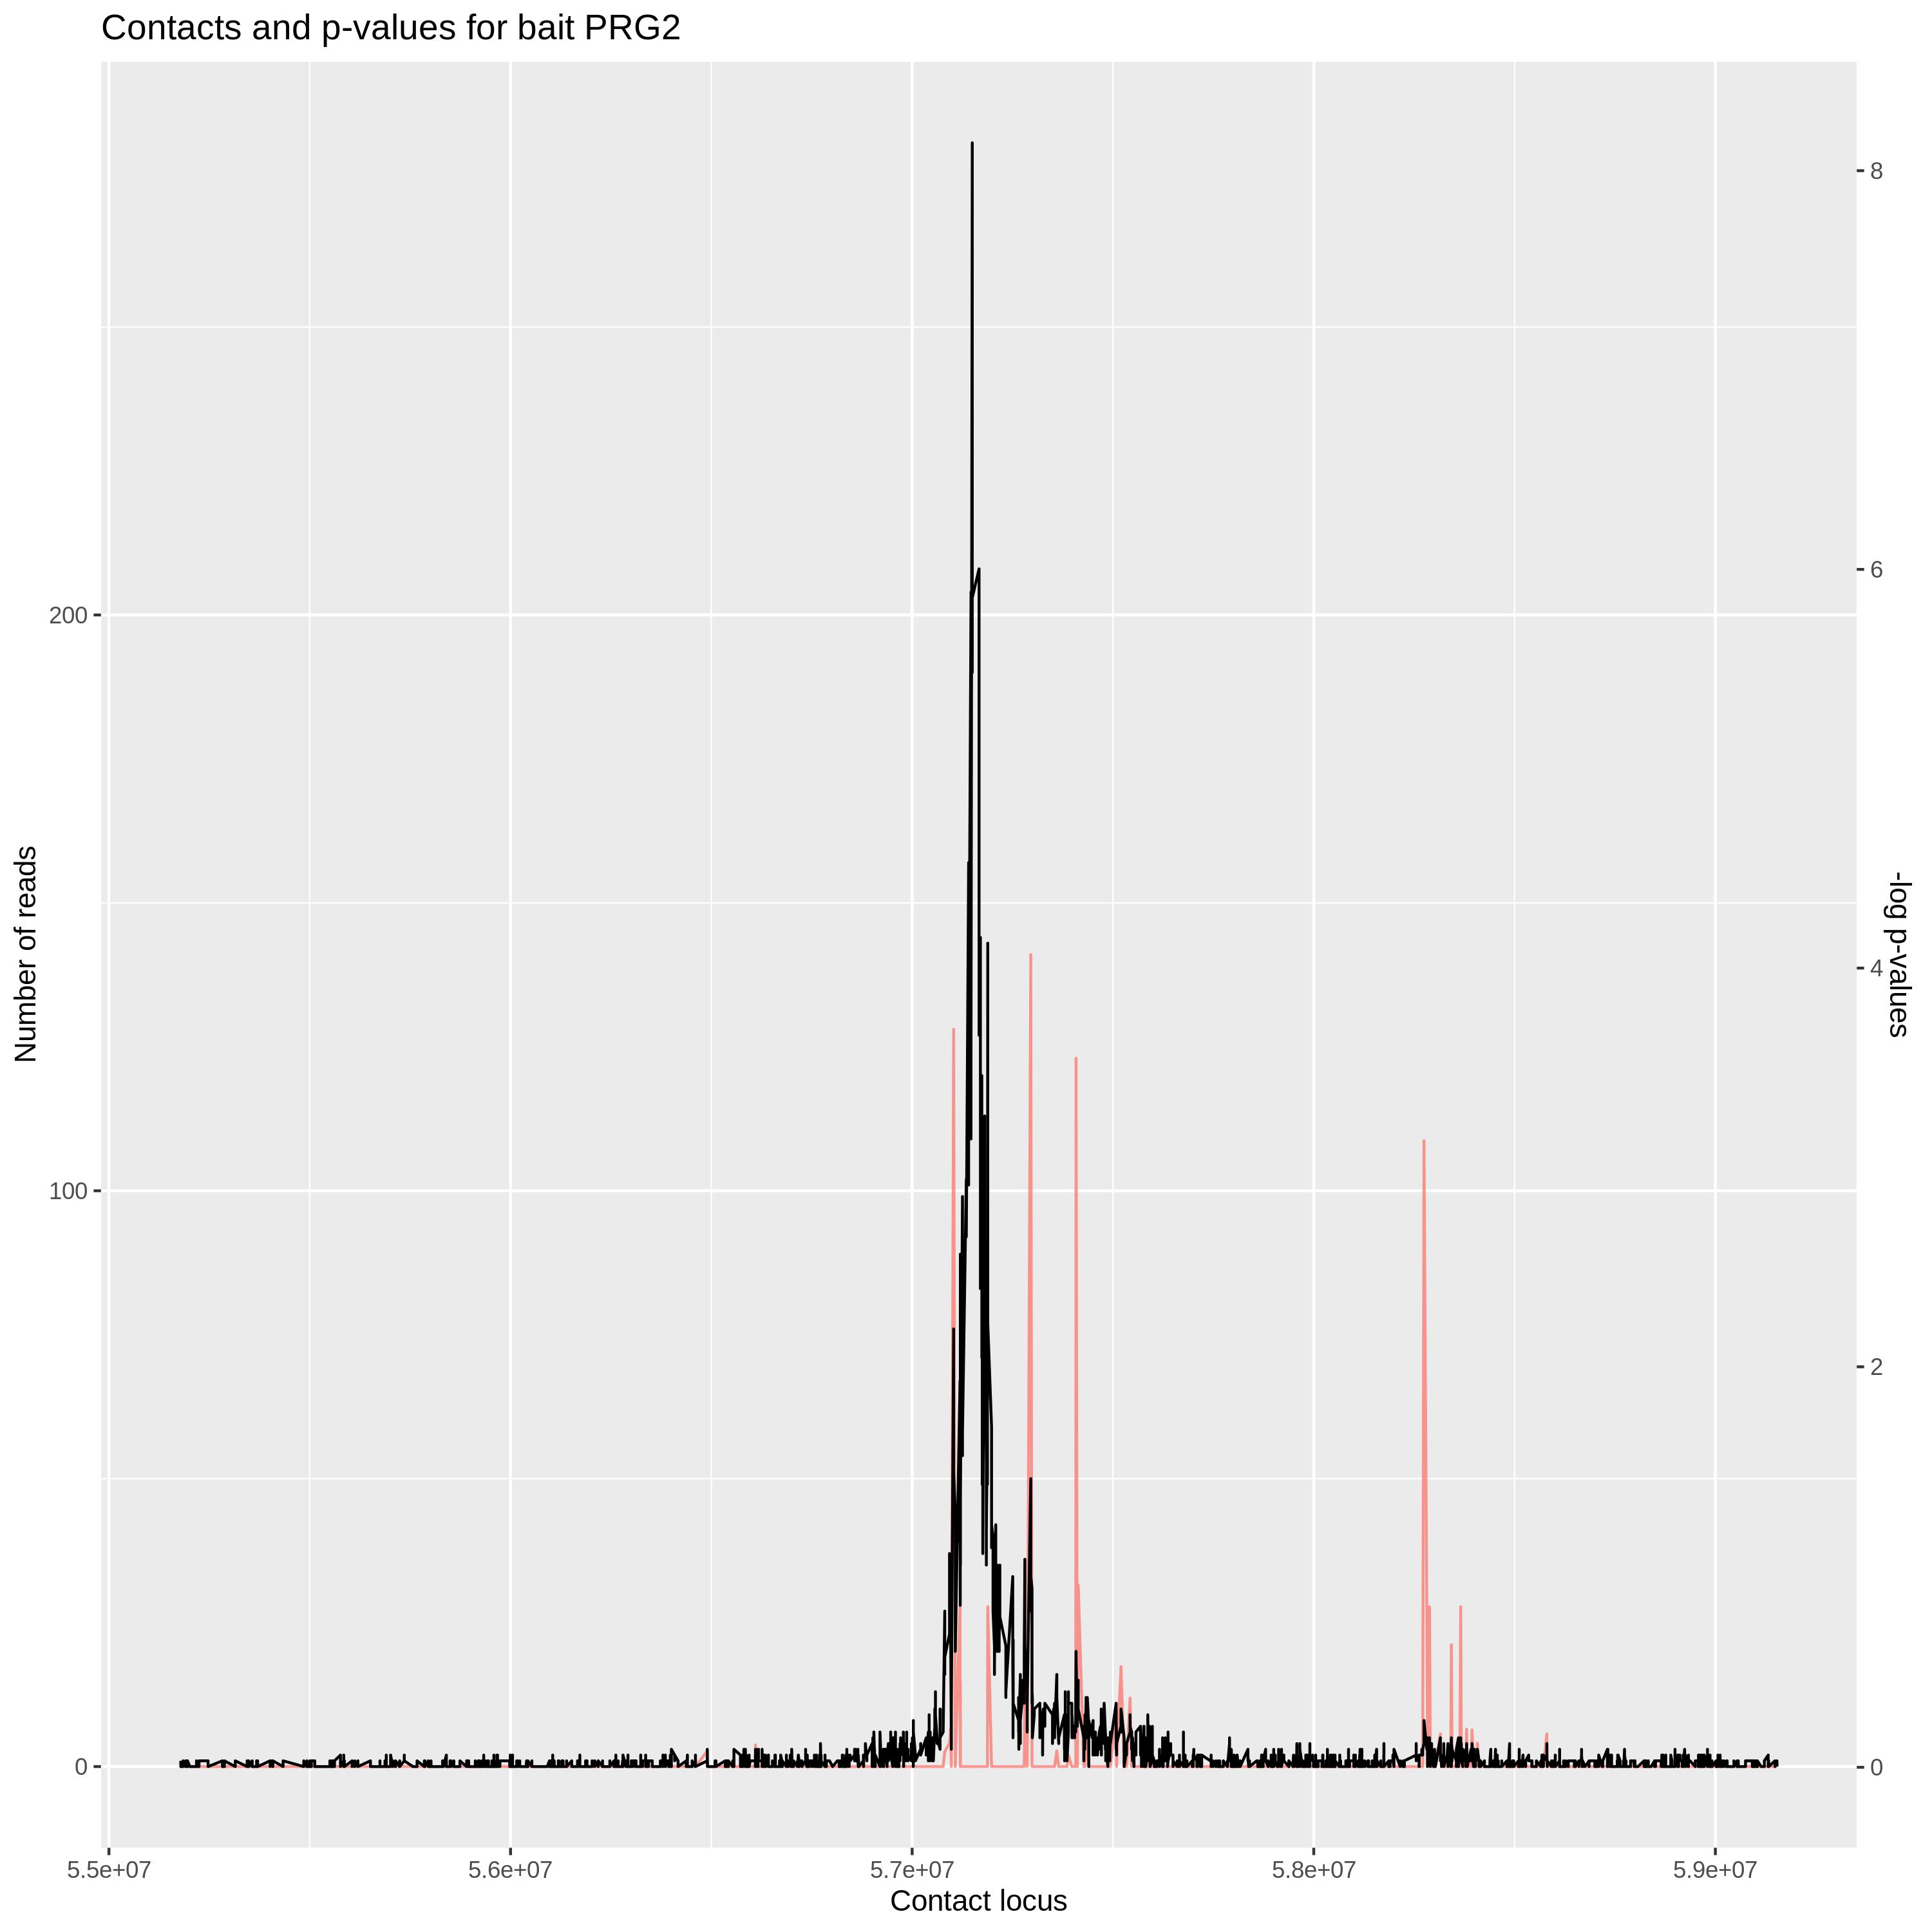 Contacts and p-values for bait PRG2
Number of reads
200
100
0
8
6
4
2
0
-log p-values
5.5e+07
5.6e+07
5.7e+07
5.8e+07
5.9e+07
Contact locus